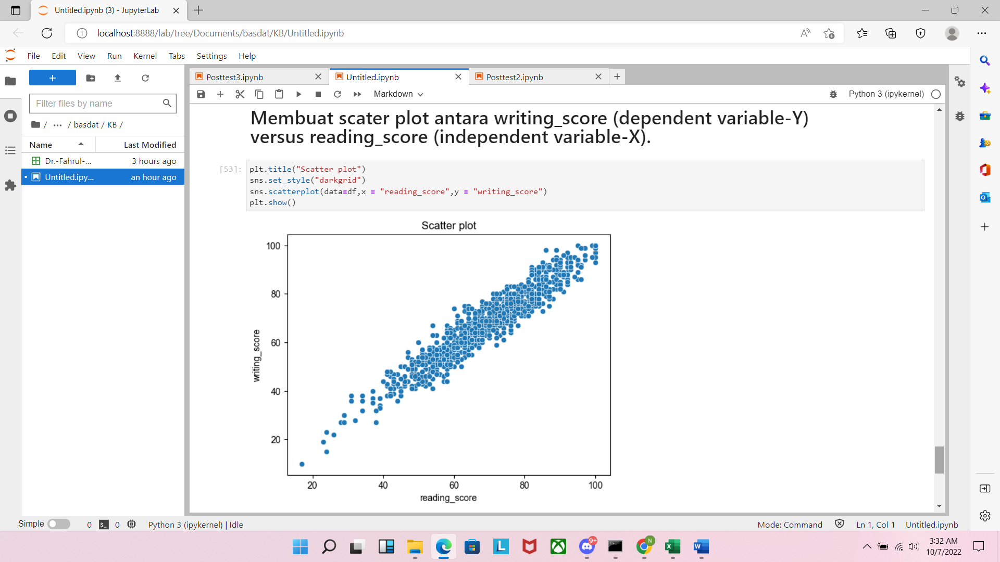 Untitled.ipynb (3) - JupyterLab
localhost:8888/lab/tree/Documents/basdat/KB/Untitled.ipynb
File Edit View Run Kernel Tabs Settings Help
Posttest3.ipynb Untitled.ipynb Posttest2.ipynb
Markdown Python 3 (ipykernel)
Filter files by name
/ ... / basdat / KB /
Name Last Modified
Dr.-Fahrul-... 3 hours ago
Untitled.ipy... an hour ago
Membuat scater plot antara writing_score (dependent variable-Y)
versus reading_score (independent variable-X).
[53]: plt.title("Scatter plot")
sns.set_style("darkgrid")
sns.scatterplot(data=df,x = "reading_score",y = "writing_score")
plt.show()
Scatter plot
100
80
60
40
20
writing_score
20 40 60 80 100
reading_score
Simple 0 $_ 0 Python 3 (ipykernel) | Idle Mode: Command Ln 1, Col 1 Untitled.ipynb
9+ N
3:32 AM
10/7/2022